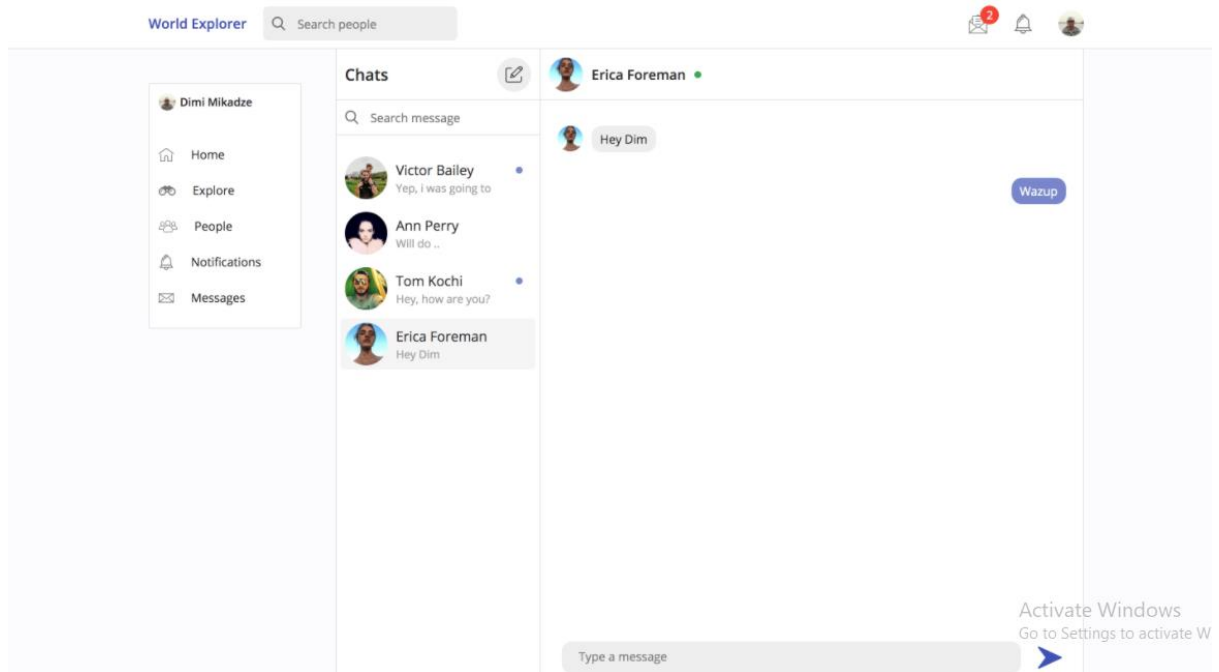 World Explorer
Search people
2
Dimi Mikadze
Home
Explore
People
Notifications
Messages
Chats
Search message
Victor Bailey
Yep, i was going to
Ann Perry
Will do ..
Tom Kochi
Hey, how are you?
Erica Foreman
Hey Dim
Erica Foreman
Hey Dim
Wazup
Type a message
Activate Windows
Go to Settings to activate W